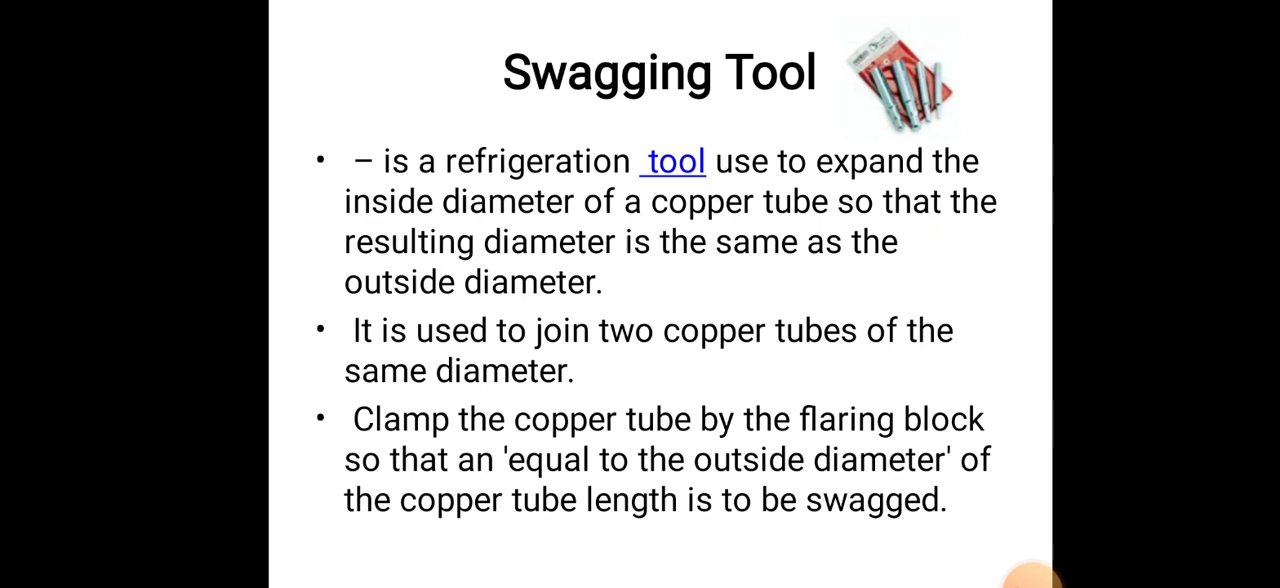 Swagging Tool
• – is a refrigeration tool use to expand the
inside diameter of a copper tube so that the
resulting diameter is the same as the
outside diameter.
• It is used to join two copper tubes of the
same diameter.
• Clamp the copper tube by the flaring block
so that an 'equal to the outside diameter' of
the copper tube length is to be swagged.